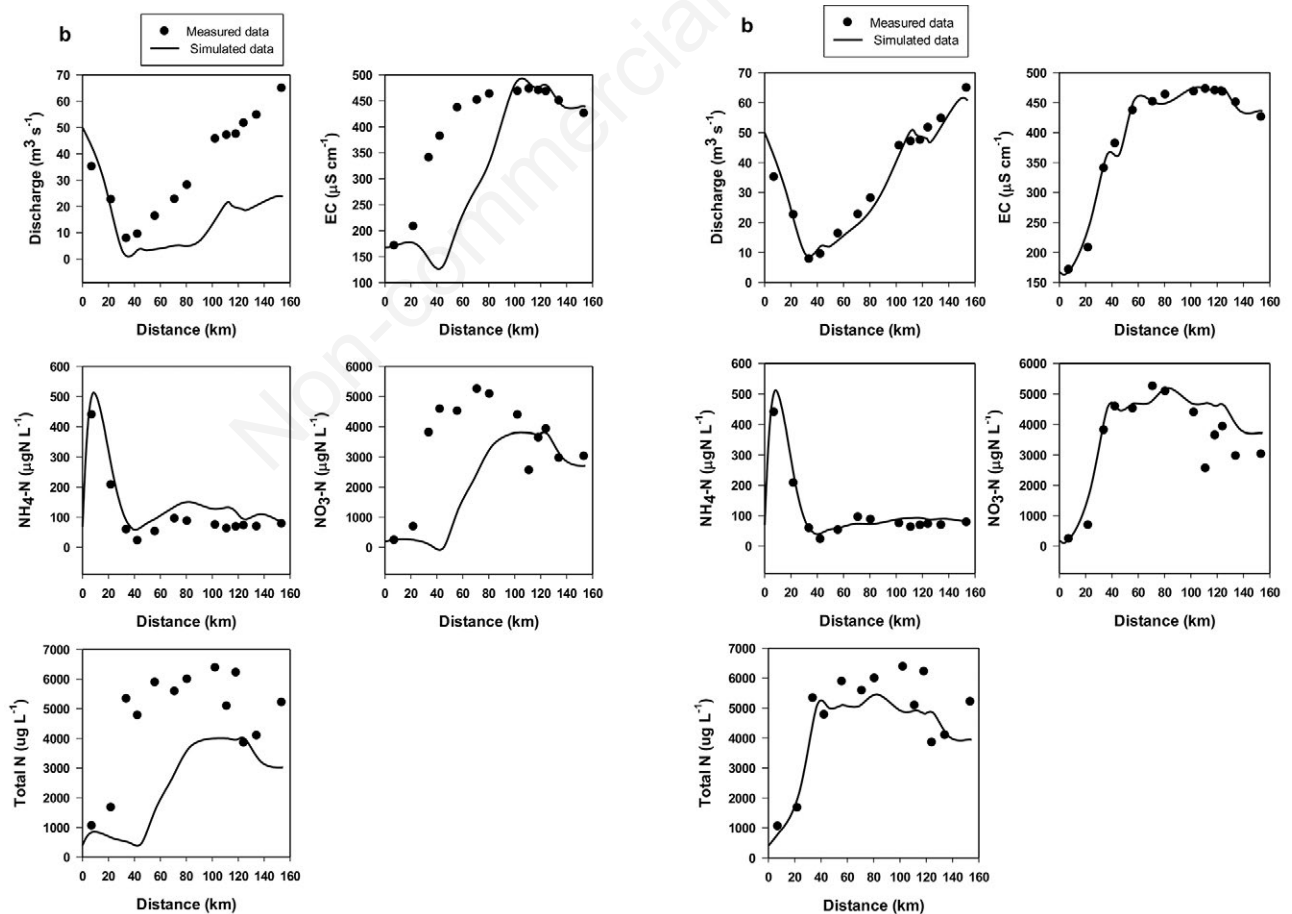 b
Measured data
Simulated data
Discharge (m³ s⁻¹)
70
60
50
40
30
20
10
0
0 20 40 60 80 100 120 140 160
Distance (km)
EC (µS cm⁻¹)
500
450
400
350
300
250
200
150
100
0 20 40 60 80 100 120 140 160
Distance (km)
b
Measured data
Simulated data
Discharge (m³ s⁻¹)
70
60
50
40
30
20
10
0
0 20 40 60 80 100 120 140 160
Distance (km)
EC (µS cm⁻¹)
500
450
400
350
300
250
200
150
0 20 40 60 80 100 120 140 160
Distance (km)
NH₄-N (µgN L⁻¹)
600
500
400
300
200
100
0
0 20 40 60 80 100 120 140 160
Distance (km)
NO₃-N (µgN L⁻¹)
6000
5000
4000
3000
2000
1000
0
0 20 40 60 80 100 120 140 160
Distance (km)
NH₄-N (µgN L⁻¹)
600
500
400
300
200
100
0
0 20 40 60 80 100 120 140 160
Distance (km)
NO₃-N (µgN L⁻¹)
6000
5000
4000
3000
2000
1000
0
0 20 40 60 80 100 120 140 160
Distance (km)
Total N (ug L⁻¹)
7000
6000
5000
4000
3000
2000
1000
0
0 20 40 60 80 100 120 140 160
Distance (km)
Total N (ug L⁻¹)
7000
6000
5000
4000
3000
2000
1000
0
0 20 40 60 80 100 120 140 160
Distance (km)
Non-commercial